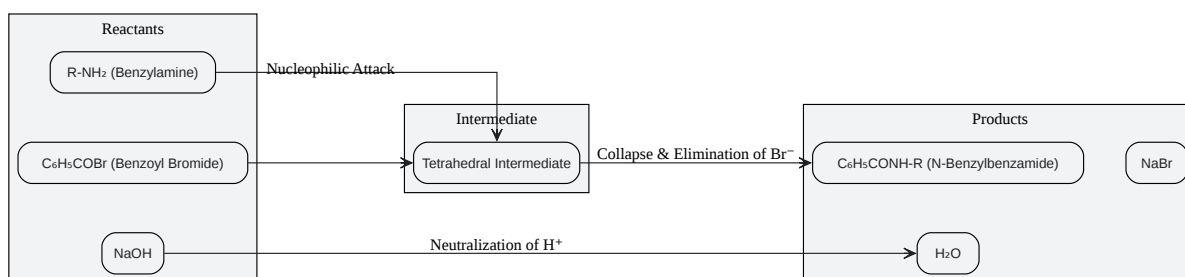 Reactants
R-NH₂ (Benzylamine)
Nucleophilic Attack
Intermediate
Products
C₆H₅COBr (Benzoyl Bromide)
Tetrahedral Intermediate
Collapse & Elimination of Br⁻
C₆H₅CONH-R (N-Benzylbenzamide)
NaBr
NaOH
Neutralization of H⁺
H₂O